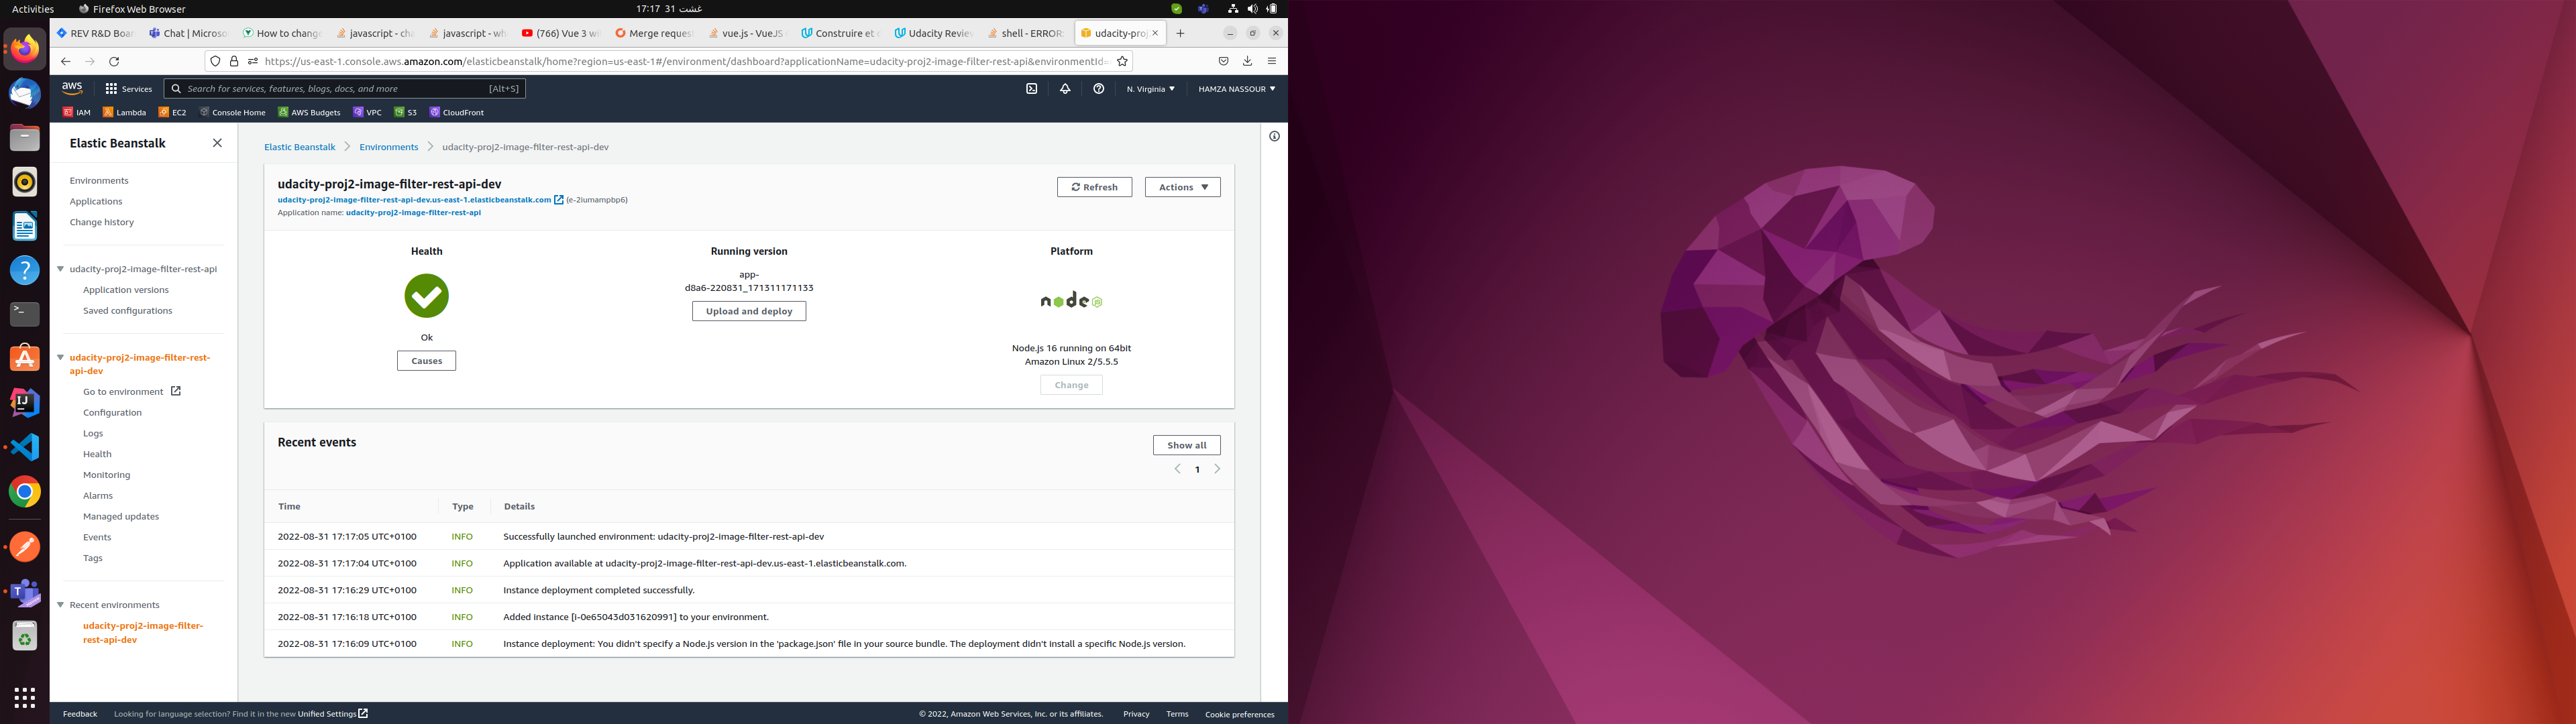 Activities
Firefox Web Browser
17:17 31 غشت
REV R&D Boar
Chat | Microso
How to change
javascript - cha
javascript - wh
(766) Vue 3 wi
Merge request
vue.js - VueJS
Construire et d
Udacity Review
shell - ERROR:
udacity-proj
https://us-east-1.console.aws.amazon.com/elasticbeanstalk/home?region=us-east-1#/environment/dashboard?applicationName=udacity-proj2-image-filter-rest-api&environmentId=
aws
Services
Search for services, features, blogs, docs, and more [Alt+S]
N. Virginia
HAMZA NASSOUR
IAM
Lambda
EC2
Console Home
AWS Budgets
VPC
S3
CloudFront
Elastic Beanstalk
Environments
Applications
Change history
udacity-proj2-image-filter-rest-api
Application versions
Saved configurations
udacity-proj2-image-filter-rest-
api-dev
Go to environment
Configuration
Logs
Health
Monitoring
Alarms
Managed updates
Events
Tags
Recent environments
udacity-proj2-image-filter-
rest-api-dev
Elastic Beanstalk
Environments
udacity-proj2-image-filter-rest-api-dev
udacity-proj2-image-filter-rest-api-dev
udacity-proj2-image-filter-rest-api-dev.us-east-1.elasticbeanstalk.com (e-2iumampbp6)
Application name: udacity-proj2-image-filter-rest-api
Refresh
Actions
Health
Ok
Causes
Running version
app-
d8a6-220831_171311171133
Upload and deploy
Platform
node
JS
Node.js 16 running on 64bit
Amazon Linux 2/5.5.5
Change
Recent events
Show all
1
Time Type Details
2022-08-31 17:17:05 UTC+0100 INFO Successfully launched environment: udacity-proj2-image-filter-rest-api-dev
2022-08-31 17:17:04 UTC+0100 INFO Application available at udacity-proj2-image-filter-rest-api-dev.us-east-1.elasticbeanstalk.com.
2022-08-31 17:16:29 UTC+0100 INFO Instance deployment completed successfully.
2022-08-31 17:16:18 UTC+0100 INFO Added instance [i-0e65043d031620991] to your environment.
2022-08-31 17:16:09 UTC+0100 INFO Instance deployment: You didn't specify a Node.js version in the 'package.json' file in your source bundle. The deployment didn't install a specific Node.js version.
Feedback
Looking for language selection? Find it in the new Unified Settings
© 2022, Amazon Web Services, Inc. or its affiliates.
Privacy
Terms
Cookie preferences